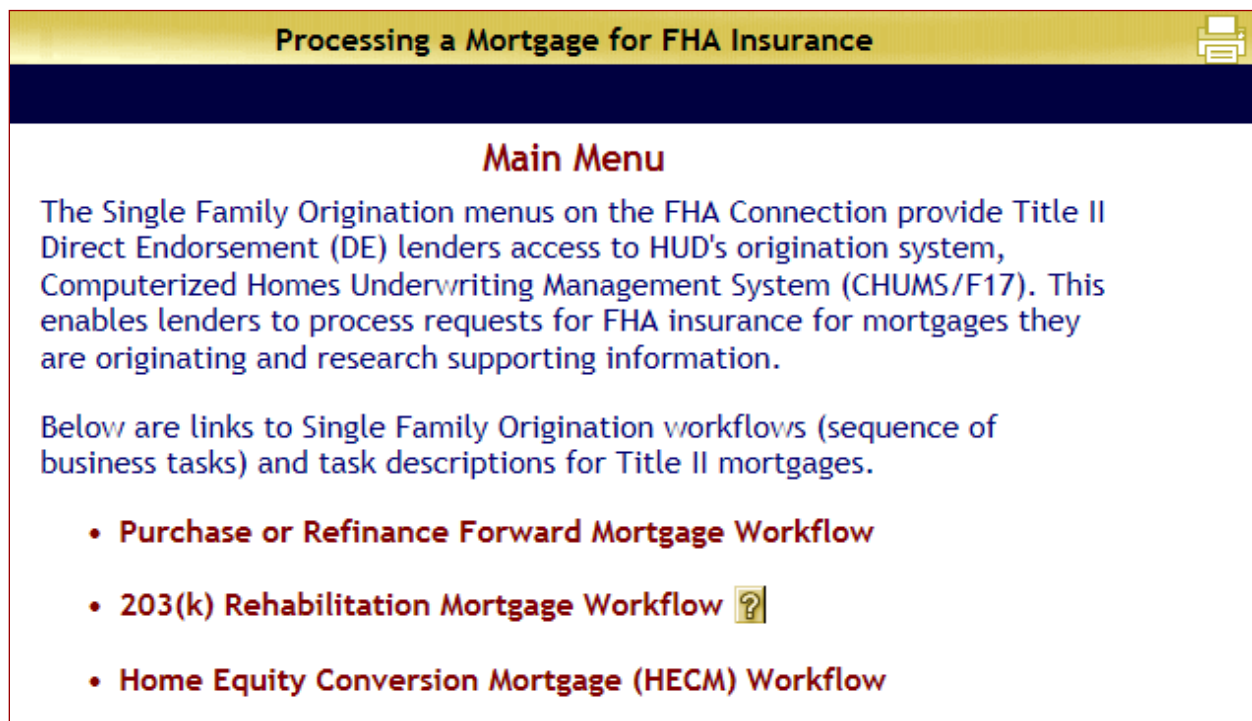 Processing a Mortgage for FHA Insurance
Main Menu
The Single Family Origination menus on the FHA Connection provide Title II
Direct Endorsement (DE) lenders access to HUD's origination system,
Computerized Homes Underwriting Management System (CHUMS/F17). This
enables lenders to process requests for FHA insurance for mortgages they
are originating and research supporting information.
Below are links to Single Family Origination workflows (sequence of
business tasks) and task descriptions for Title II mortgages.
• Purchase or Refinance Forward Mortgage Workflow
• 203(k) Rehabilitation Mortgage Workflow ?
• Home Equity Conversion Mortgage (HECM) Workflow